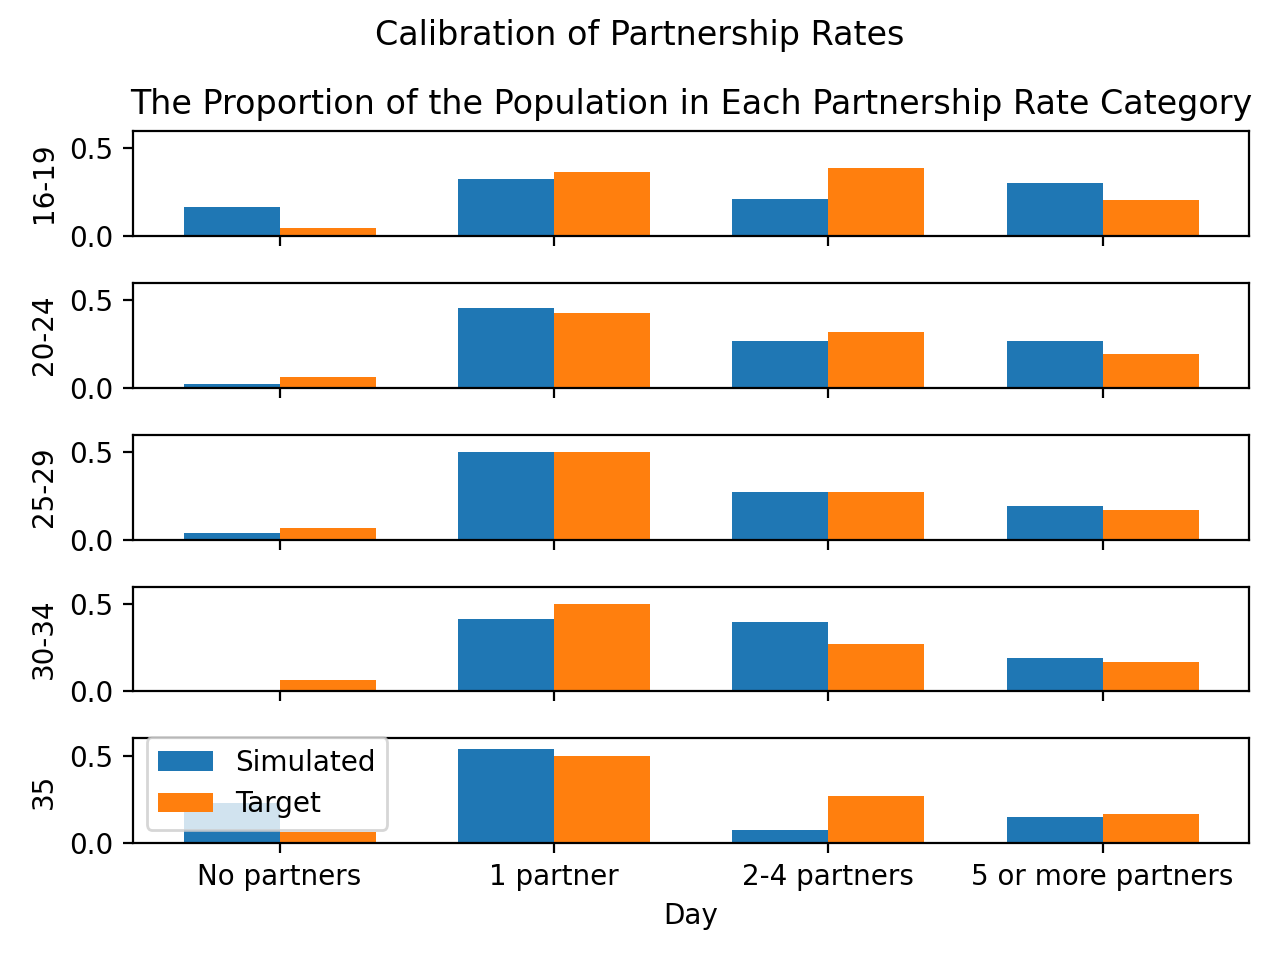 Calibration of Partnership Rates
The Proportion of the Population in Each Partnership Rate Category
16-19
0.5
0.0
20-24
0.5
0.0
25-29
0.5
0.0
30-34
0.5
0.0
35
0.5
0.0
Simulated
Target
No partners 1 partner 2-4 partners 5 or more partners
Day